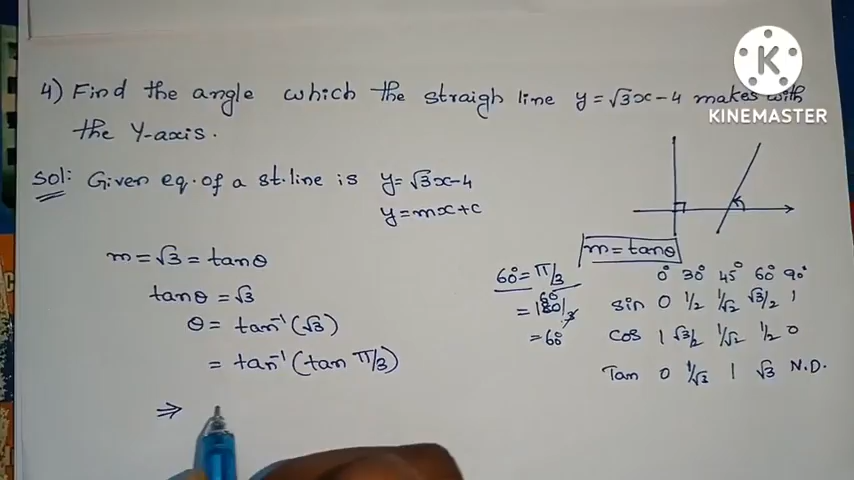 4) Find the angle which the straigh line y = √3x - 4 makes with
the Y-axis.
Sol: Given eq. of a st. line is y = √3x - 4
y = mx + c
m = √3 = tanθ
tanθ = √3
θ = tan⁻¹(√3)
= tan⁻¹(tan π/3)
⇒
m = tanθ
60° = π/3
= 180/3
60
= 60°
0° 30° 45° 60° 90°
sin 0 1/2 1/√2 √3/2 1
cos 1 √3/2 1/√2 1/2 0
Tan 0 1/√3 1 √3 N.D.
K
KINEMASTER